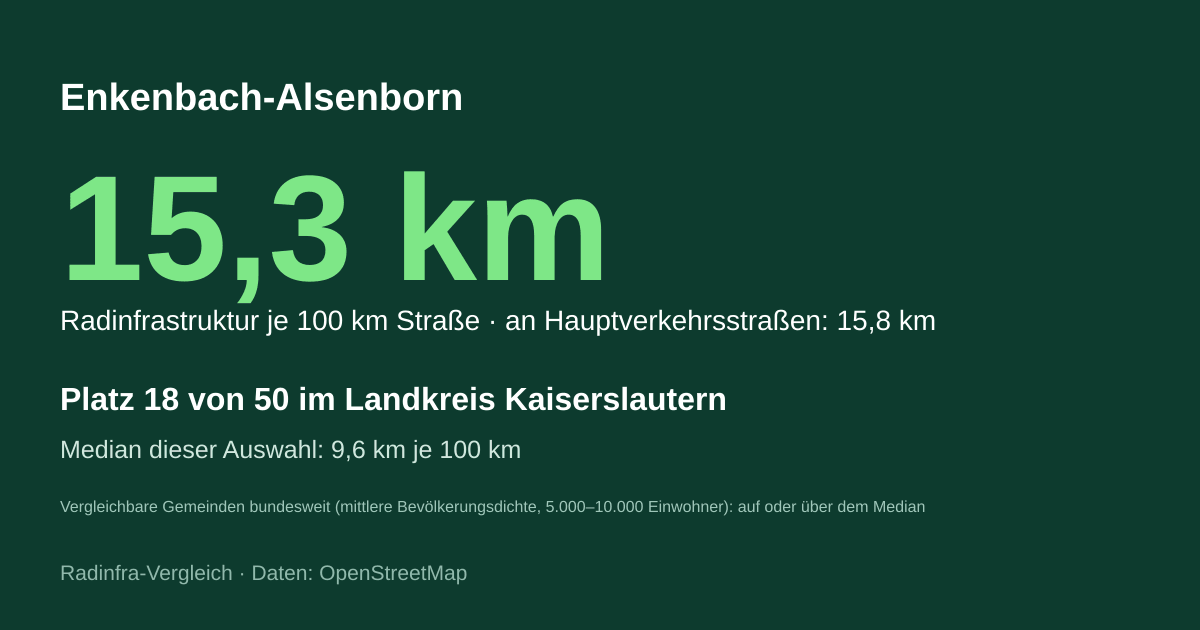 Enkenbach-Alsenborn
15,3 km
Radinfrastruktur je 100 km Straße · an Hauptverkehrsstraßen: 15,8 km
Platz 18 von 50 im Landkreis Kaiserslautern
Median dieser Auswahl: 9,6 km je 100 km
Vergleichbare Gemeinden bundesweit (mittlere Bevölkerungsdichte, 5.000–10.000 Einwohner): auf oder über dem Median
Radinfra-Vergleich · Daten: OpenStreetMap